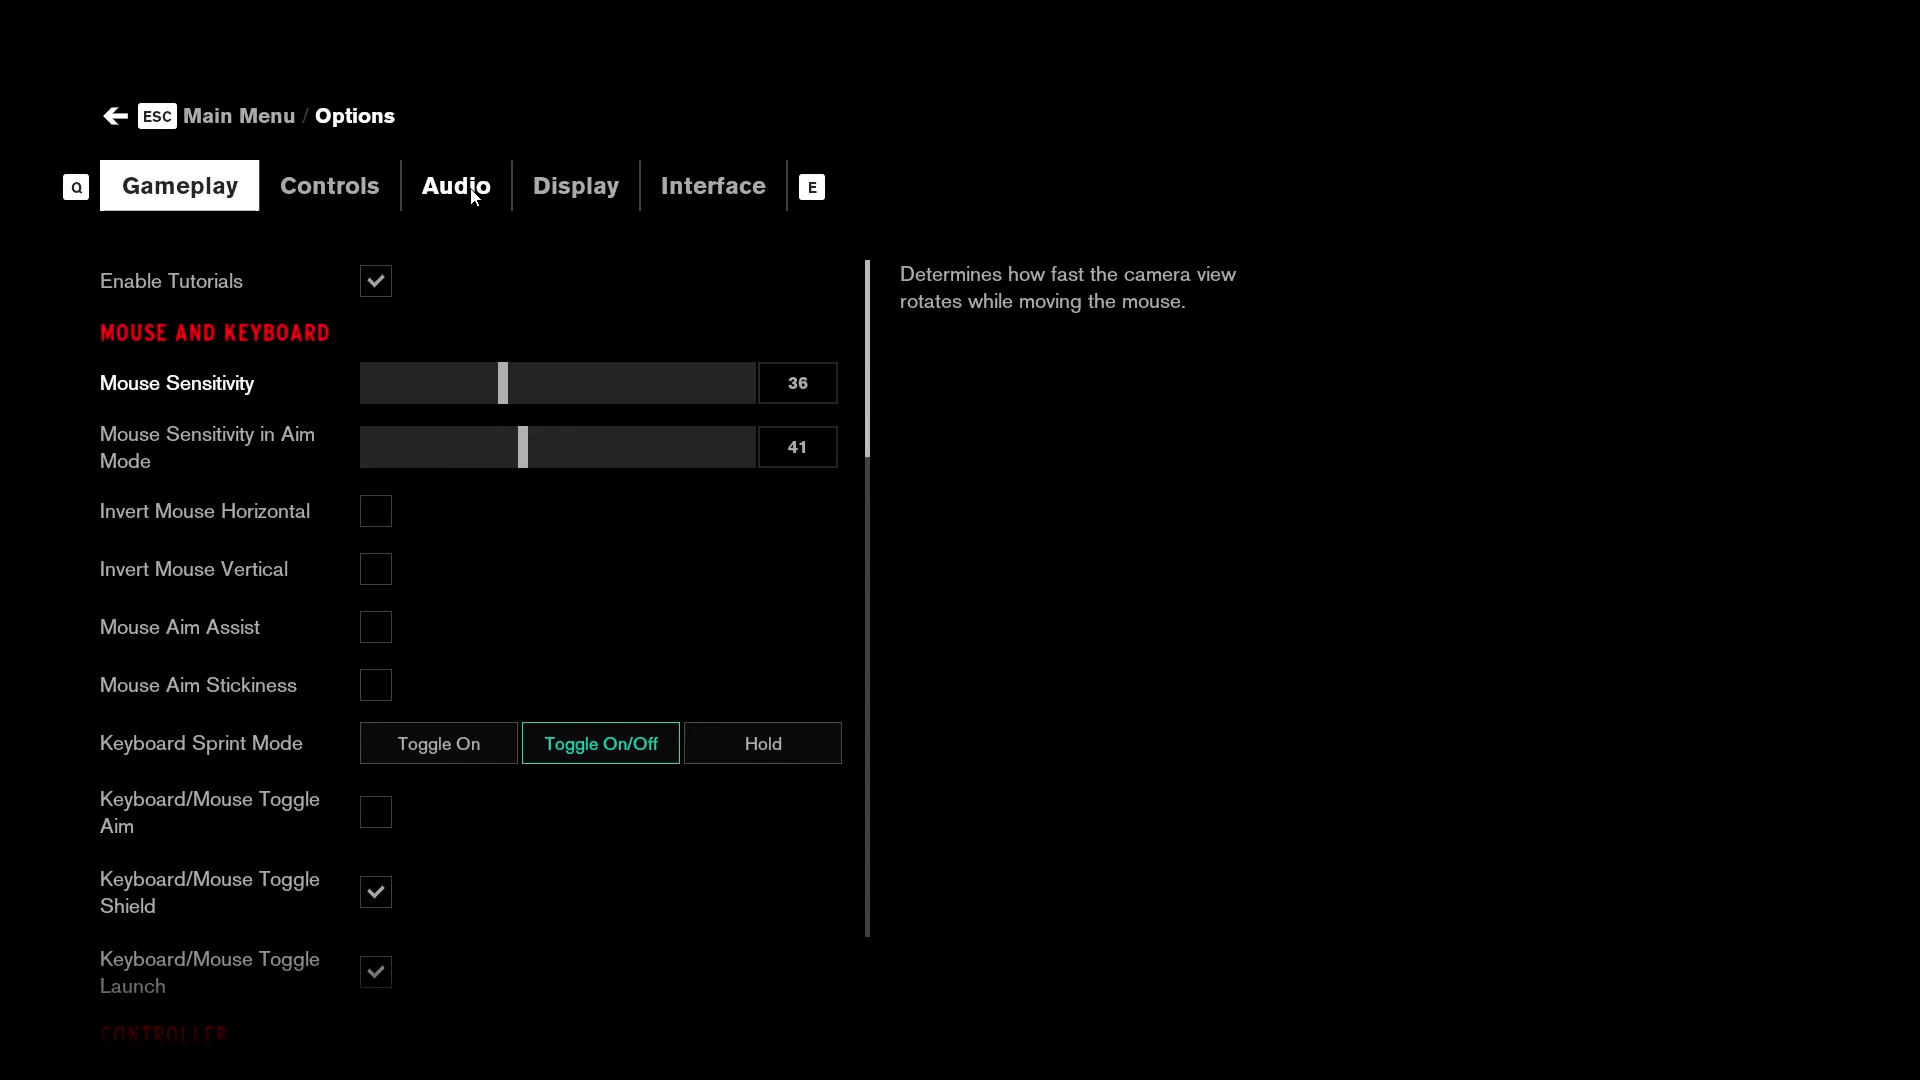 ESC Main Menu / Options
Q Gameplay Controls Audio Display Interface E
Enable Tutorials
Determines how fast the camera view
rotates while moving the mouse.
MOUSE AND KEYBOARD
Mouse Sensitivity 36
Mouse Sensitivity in Aim
Mode 41
Invert Mouse Horizontal
Invert Mouse Vertical
Mouse Aim Assist
Mouse Aim Stickiness
Keyboard Sprint Mode Toggle On Toggle On/Off Hold
Keyboard/Mouse Toggle
Aim
Keyboard/Mouse Toggle
Shield
Keyboard/Mouse Toggle
Launch
CONTROLLER